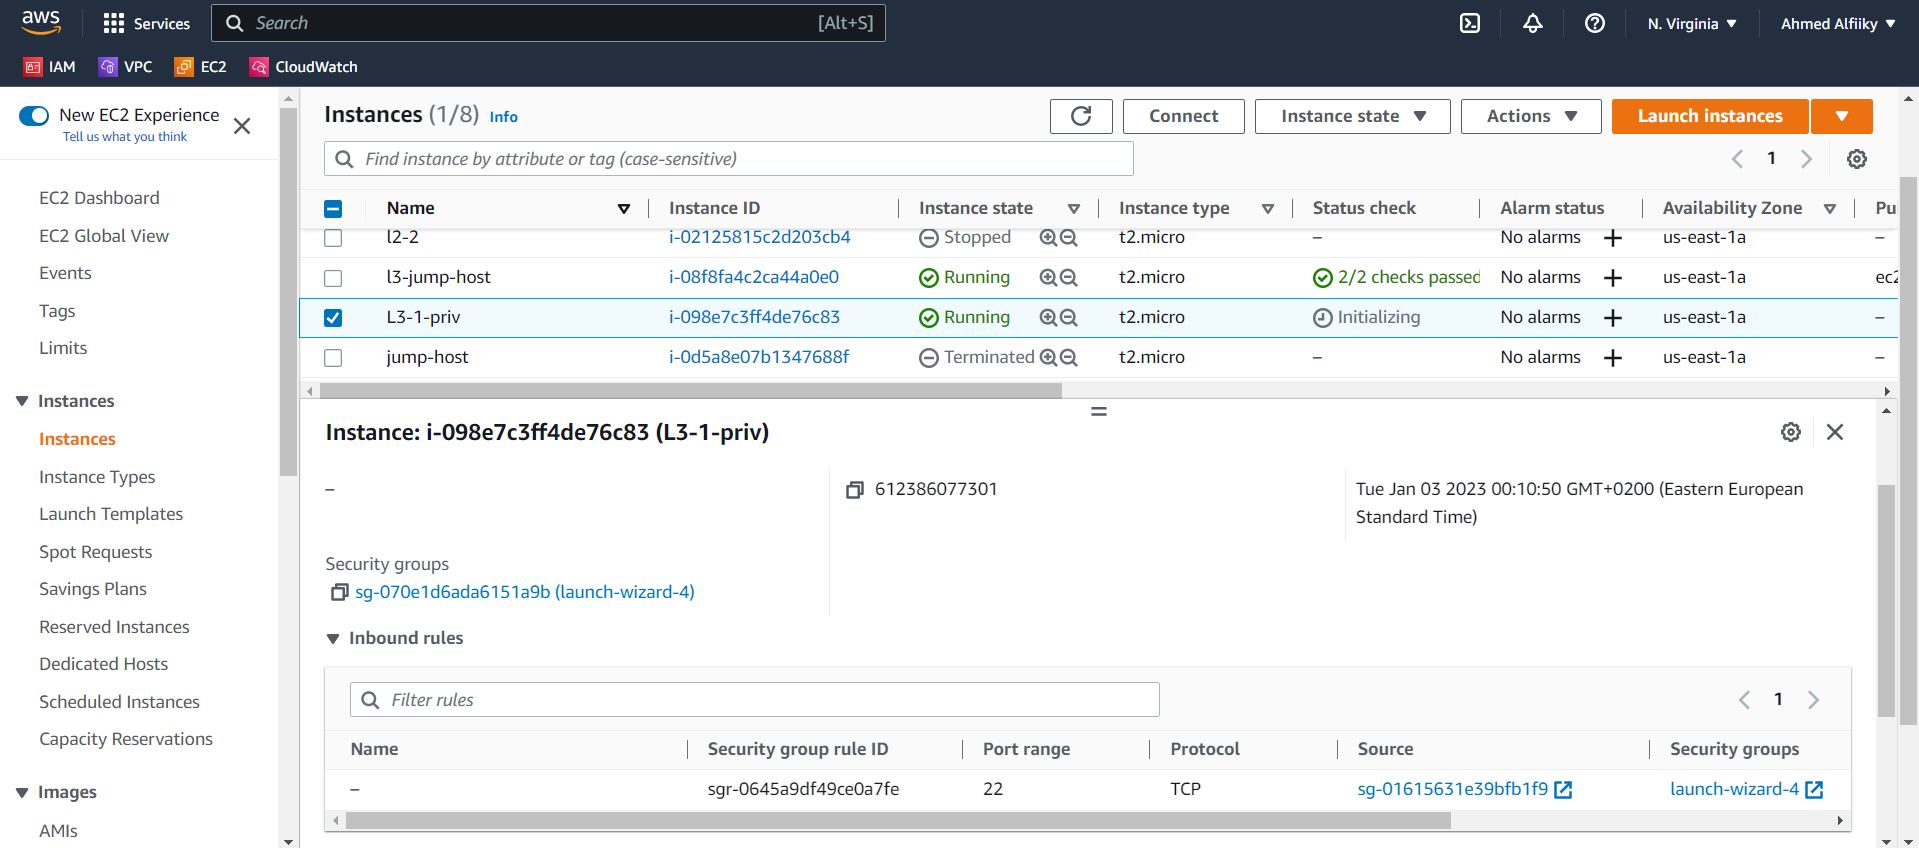 aws
Services
Search
[Alt+S]
N. Virginia
Ahmed Alfiiky
IAM
VPC
EC2
CloudWatch
New EC2 Experience
Tell us what you think
EC2 Dashboard
EC2 Global View
Events
Tags
Limits
Instances
Instances
Instance Types
Launch Templates
Spot Requests
Savings Plans
Reserved Instances
Dedicated Hosts
Scheduled Instances
Capacity Reservations
Images
AMIs
Instances (1/8) Info
Connect
Instance state
Actions
Launch instances
Find instance by attribute or tag (case-sensitive)
1
Name Instance ID Instance state Instance type Status check Alarm status Availability Zone Pu
l2-2 i-02125815c2d203cb4 Stopped t2.micro – No alarms + us-east-1a –
l3-jump-host i-08f8fa4c2ca44a0e0 Running t2.micro 2/2 checks passed No alarms + us-east-1a ec2
L3-1-priv i-098e7c3ff4de76c83 Running t2.micro Initializing No alarms + us-east-1a –
jump-host i-0d5a8e07b1347688f Terminated t2.micro – No alarms + us-east-1a –
Instance: i-098e7c3ff4de76c83 (L3-1-priv)
–
612386077301
Tue Jan 03 2023 00:10:50 GMT+0200 (Eastern European
Standard Time)
Security groups
sg-070e1d6ada6151a9b (launch-wizard-4)
Inbound rules
Filter rules
1
Name Security group rule ID Port range Protocol Source Security groups
– sgr-0645a9df49ce0a7fe 22 TCP sg-01615631e39bfb1f9 launch-wizard-4